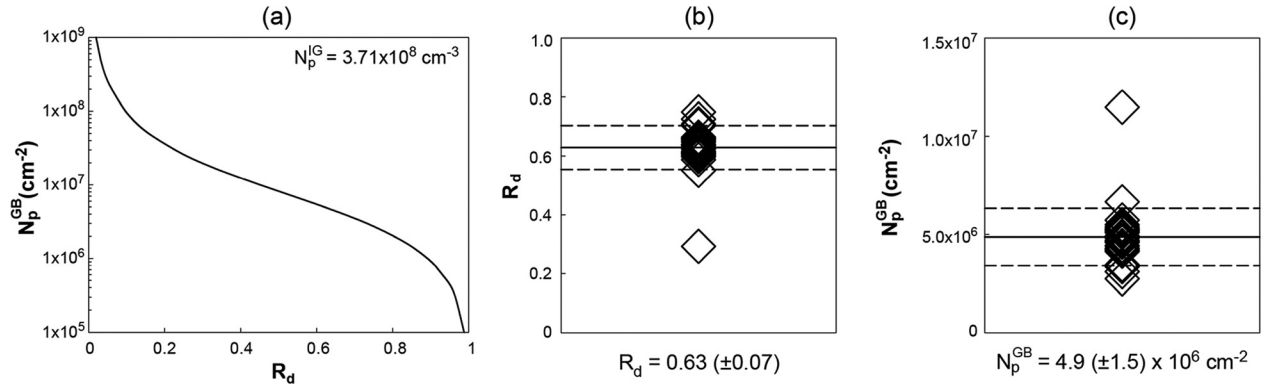 (a)
N_p^IG = 3.71x10^8 cm^-3
1x10^9
1x10^8
1x10^7
1x10^6
1x10^5
N_p^GB (cm^-2)
0 0.2 0.4 0.6 0.8 1
R_d
(b)
1.0
0.8
0.6
0.4
0.2
0
R_d
R_d = 0.63 (±0.07)
(c)
1.5x10^7
1.0x10^7
5.0x10^6
0
N_p^GB (cm^-2)
N_p^GB = 4.9 (±1.5) x 10^6 cm^-2